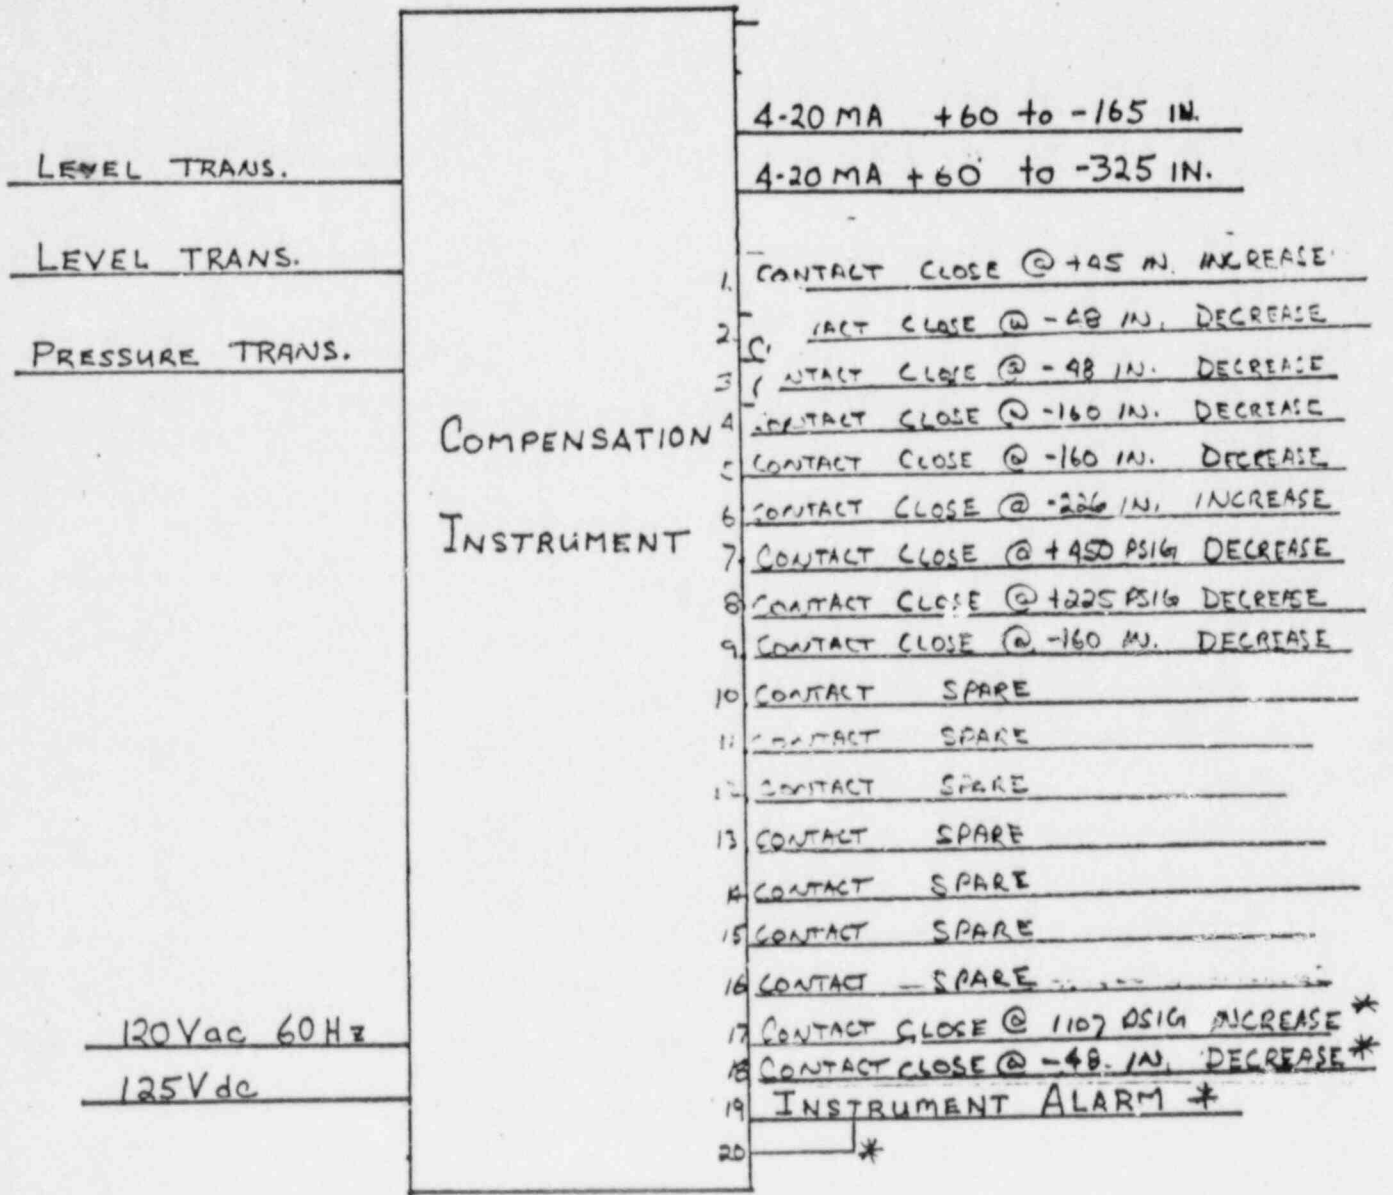 4-20 MA +60 to -165 IN.
4-20 MA +60 to -325 IN.
LEVEL TRANS.
LEVEL TRANS.
PRESSURE TRANS.
120Vac 60Hz
125Vdc
COMPENSATION
INSTRUMENT
1. CONTACT CLOSE @ +45 IN. INCREASE
2 TACT CLOSE @ -48 IN. DECREASE
3 NTACT CLOSE @ -48 IN. DECREASE
4 CONTACT CLOSE @ -160 IN. DECREASE
CONTACT CLOSE @ -160 IN. DECREASE
6 CONTACT CLOSE @ -226 IN. INCREASE
7 CONTACT CLOSE @ +450 PSIG DECREASE
8 CONTACT CLOSE @ +225 PSIG DECREASE
9 CONTACT CLOSE @ -160 IN. DECREASE
10 CONTACT SPARE
11 CONTACT SPARE
12 CONTACT SPARE
13 CONTACT SPARE
14 CONTACT SPARE
15 CONTACT SPARE
16 CONTACT SPARE
17 CONTACT CLOSE @ 1107 PSIG INCREASE *
18 CONTACT CLOSE @ -48. IN. DECREASE *
19 INSTRUMENT ALARM *
20 *